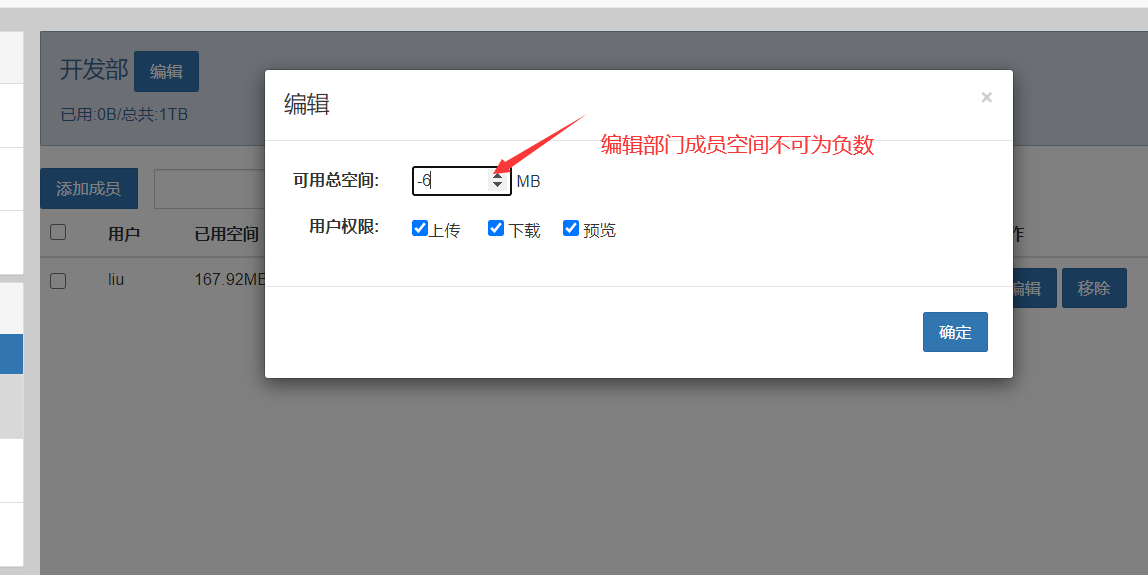 开发部 编辑
已用:0B/总共:1TB
编辑 ×
编辑部门成员空间不可为负数
可用总空间: -6 MB
添加成员
用户权限: 上传 下载 预览
用户 已用空间 作
liu 167.92MB 编辑 移除
确定